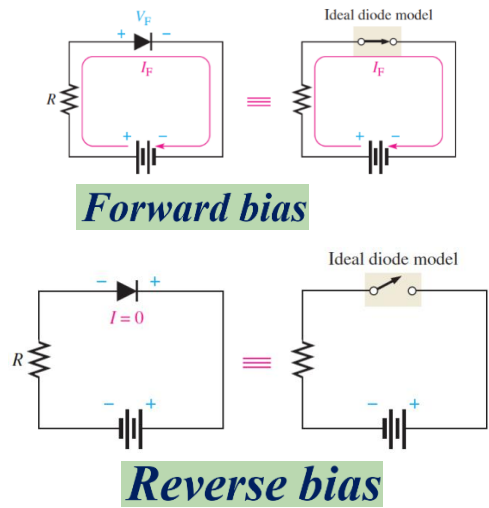 V_F
Ideal diode model
+ −
I_F
I_F
R
+ −
+ −
Forward bias
Ideal diode model
− +
I = 0
R
− +
− +
Reverse bias